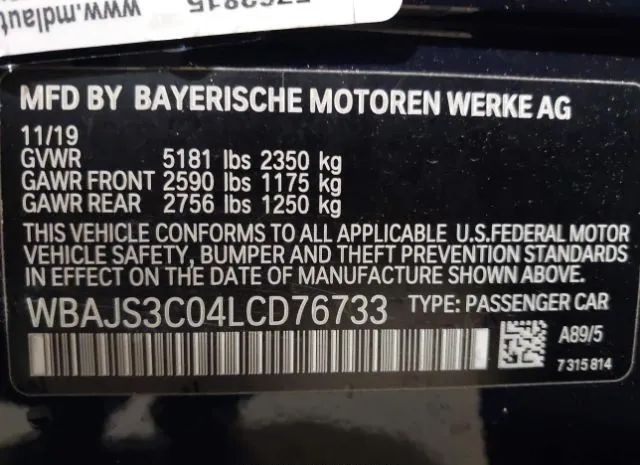 www.mdlaut
5763815
MFD BY BAYERISCHE MOTOREN WERKE AG
11/19
GVWR 5181 lbs 2350 kg
GAWR FRONT 2590 lbs 1175 kg
GAWR REAR 2756 lbs 1250 kg
THIS VEHICLE CONFORMS TO ALL APPLICABLE U.S.FEDERAL MOTOR
VEHICLE SAFETY, BUMPER AND THEFT PREVENTION STANDARDS
IN EFFECT ON THE DATE OF MANUFACTURE SHOWN ABOVE.
WBAJS3C04LCD76733 TYPE: PASSENGER CAR
A89/5
7 315 814